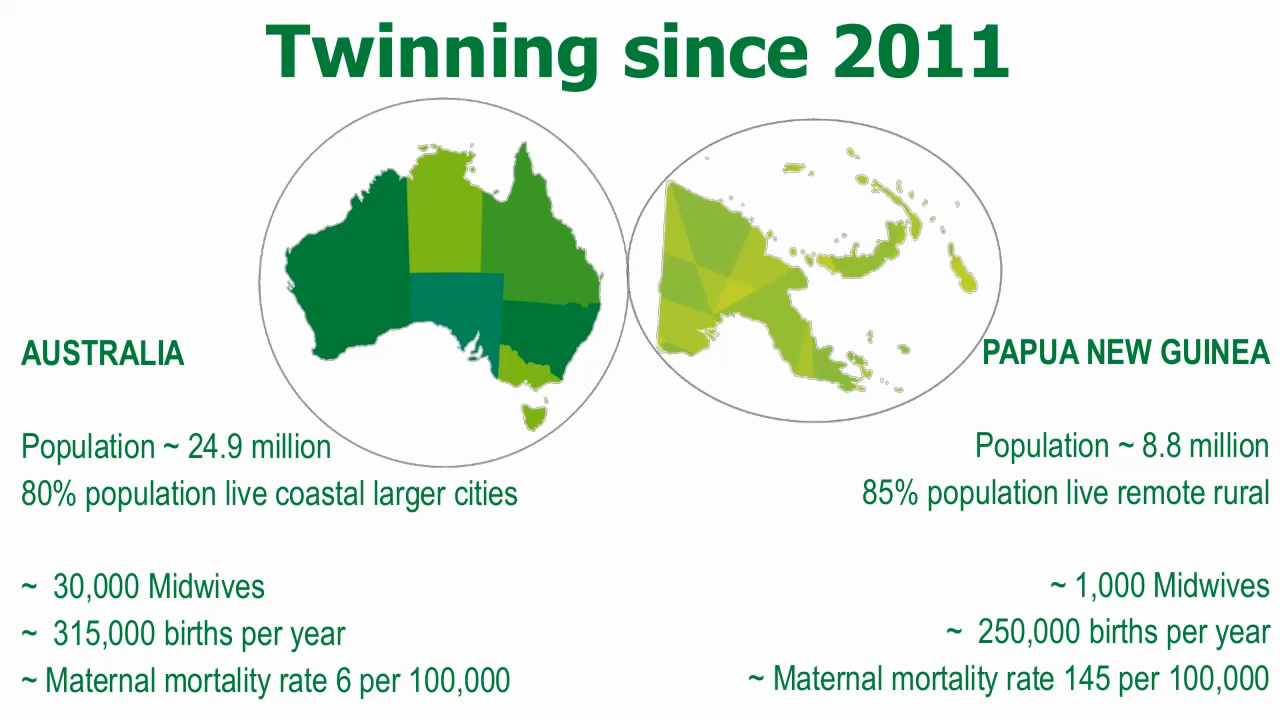 Twinning since 2011
AUSTRALIA
Population ~ 24.9 million
80% population live coastal larger cities
~ 30,000 Midwives
~ 315,000 births per year
~ Maternal mortality rate 6 per 100,000
PAPUA NEW GUINEA
Population ~ 8.8 million
85% population live remote rural
~ 1,000 Midwives
~ 250,000 births per year
~ Maternal mortality rate 145 per 100,000